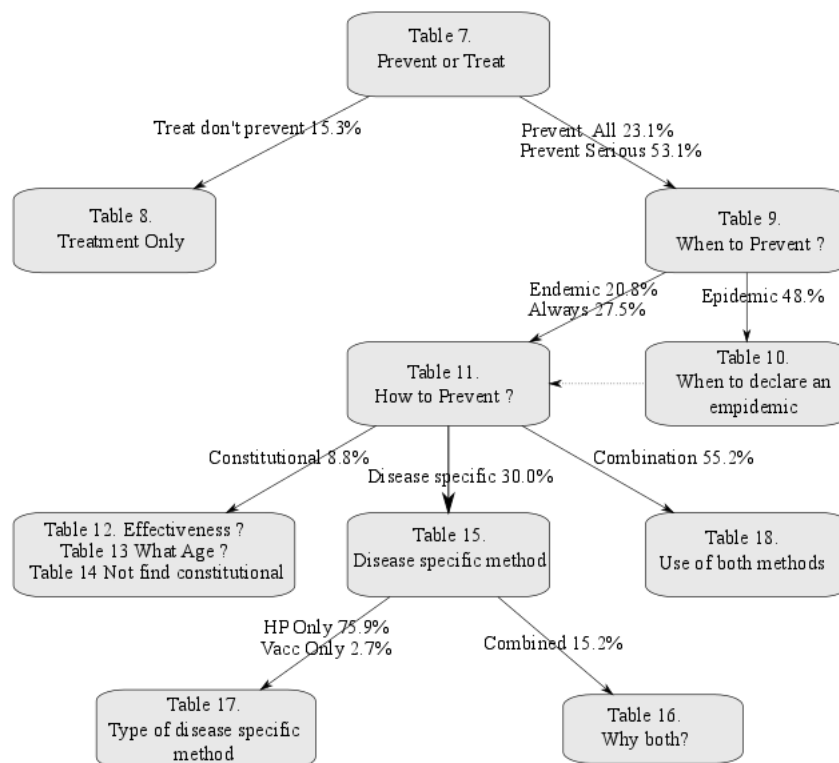 Table 7.
Prevent or Treat
Treat don't prevent 15.3%
Prevent All 23.1%
Prevent Serious 53.1%
Table 8.
Treatment Only
Table 9.
When to Prevent ?
Endemic 20.8%
Always 27.5%
Epidemic 48.%
Table 11.
How to Prevent ?
Table 10.
When to declare an
empidemic
Constitutional 8.8%
Disease specific 30.0%
Combination 55.2%
Table 12. Effectiveness ?
Table 13 What Age ?
Table 14 Not find constitutional
Table 15.
Disease specific method
Table 18.
Use of both methods
HP Only 75.9%
Vacc Only 2.7%
Combined 15.2%
Table 17.
Type of disease specific
method
Table 16.
Why both?